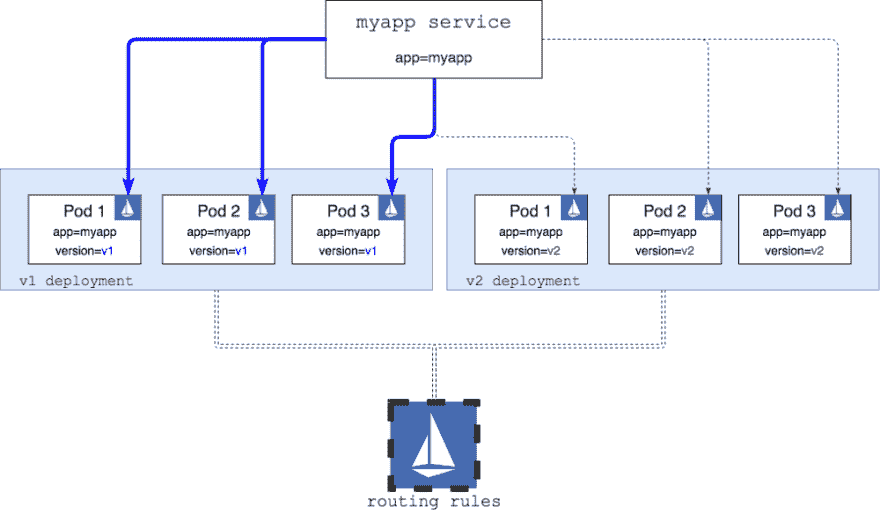 myapp service
app=myapp
Pod 1
app=myapp
version=v1
Pod 2
app=myapp
version=v1
Pod 3
app=myapp
version=v1
v1 deployment
Pod 1
app=myapp
version=v2
Pod 2
app=myapp
version=v2
Pod 3
app=myapp
version=v2
v2 deployment
routing rules